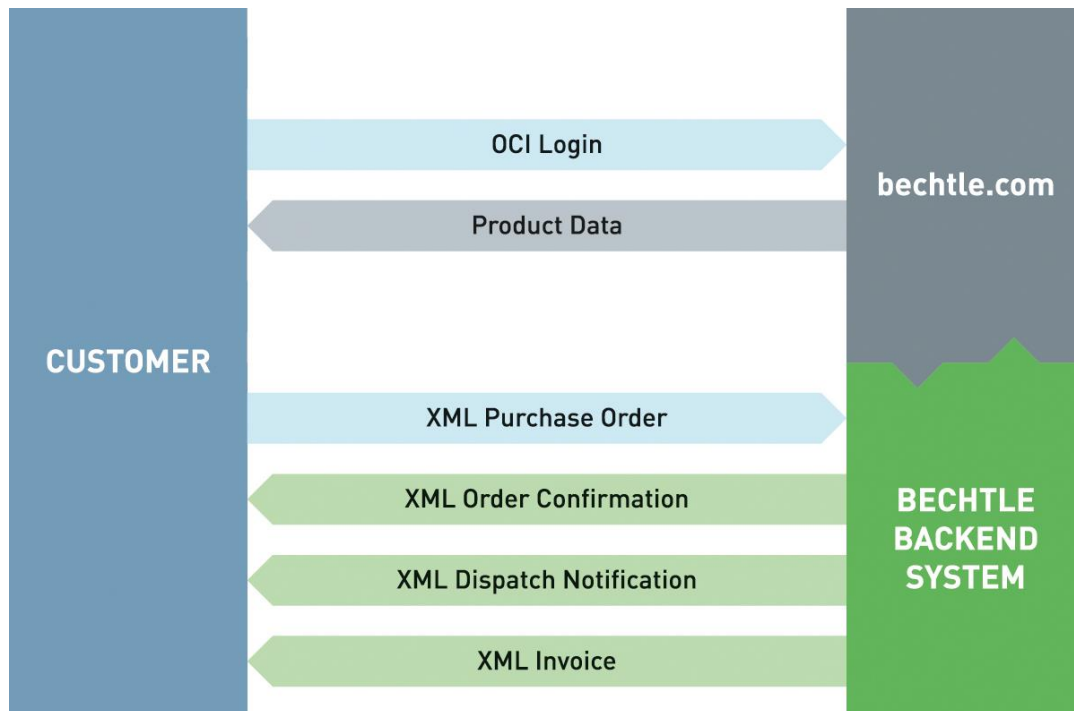 OCI Login
bechtle.com
Product Data
CUSTOMER
XML Purchase Order
XML Order Confirmation
BECHTLE
BACKEND
SYSTEM
XML Dispatch Notification
XML Invoice